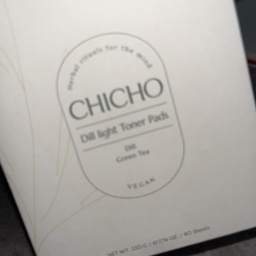 Herbal rituals for the mind
CHICHO
Dill light Toner Pads
Dill
Green Tea
VEGAN